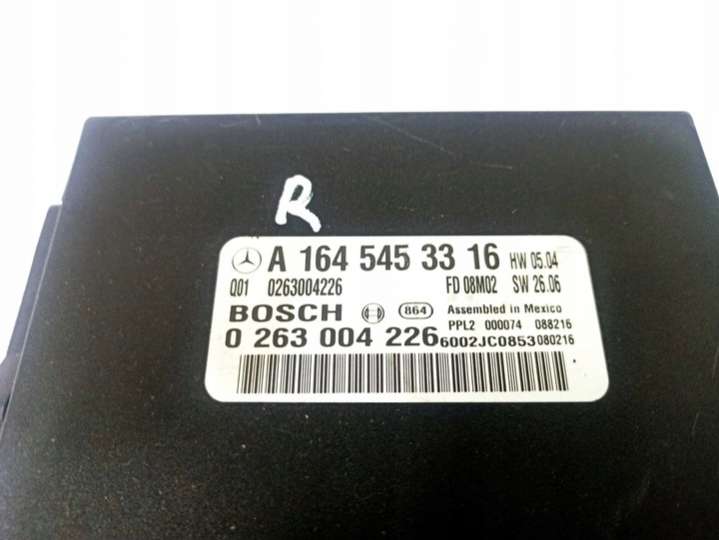 R
A 164 545 33 16 HW 05.04
Q01 0263004226 FD 08M02 SW 26.06
BOSCH 864 Assembled in Mexico
PPL2 000074 088216
0 263 004 226 6002JC0853 080216